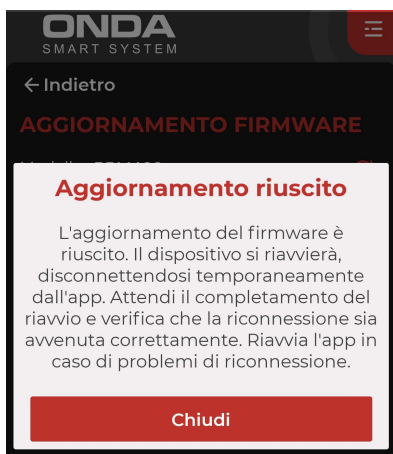 ONDA
SMART SYSTEM
← Indietro
AGGIORNAMENTO FIRMWARE
Aggiornamento riuscito
L'aggiornamento del firmware è
riuscito. Il dispositivo si riavvierà,
disconnettendosi temporaneamente
dall'app. Attendi il completamento del
riavvio e verifica che la riconnessione sia
avvenuta correttamente. Riavvia l'app in
caso di problemi di riconnessione.
Chiudi